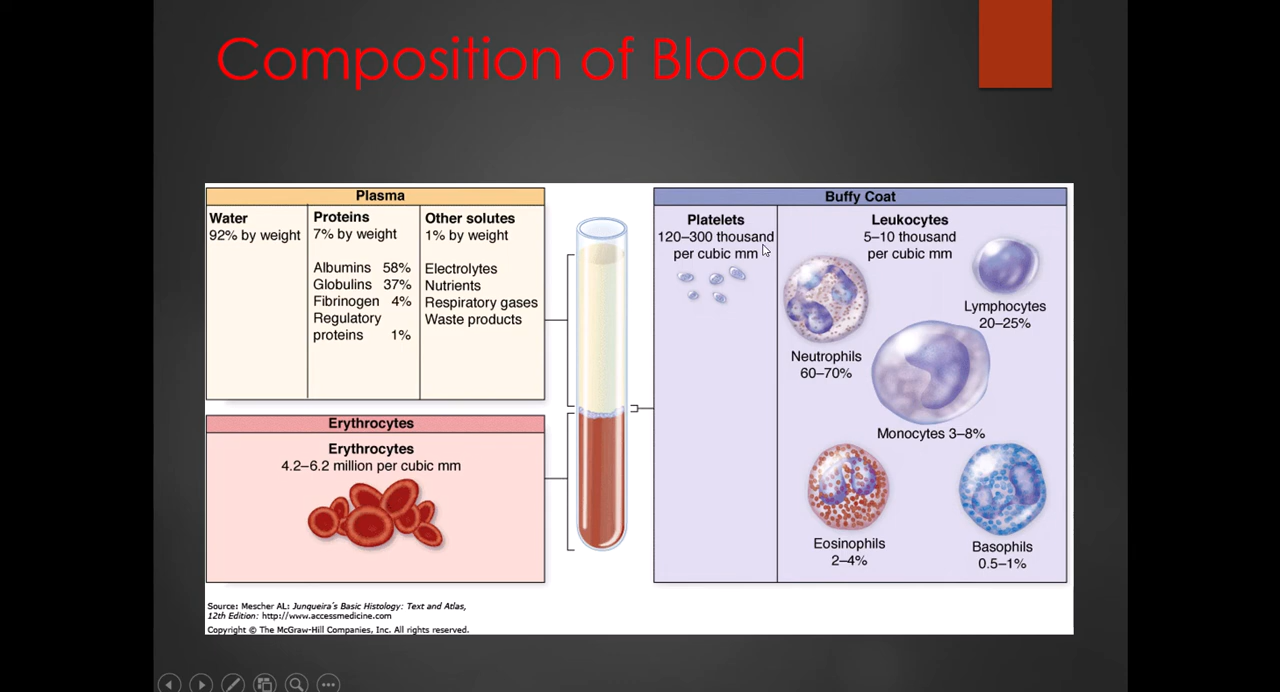 Composition of Blood
Plasma
Water
92% by weight
Proteins
7% by weight
Albumins 58%
Globulins 37%
Fibrinogen 4%
Regulatory
proteins 1%
Other solutes
1% by weight
Electrolytes
Nutrients
Respiratory gases
Waste products
Erythrocytes
Erythrocytes
4.2–6.2 million per cubic mm
Buffy Coat
Platelets
120–300 thousand
per cubic mm
Leukocytes
5–10 thousand
per cubic mm
Lymphocytes
20–25%
Neutrophils
60–70%
Monocytes 3–8%
Eosinophils
2–4%
Basophils
0.5–1%
Source: Mescher AL: Junqueira's Basic Histology: Text and Atlas,
12th Edition: http://www.accessmedicine.com
Copyright © The McGraw-Hill Companies, Inc. All rights reserved.